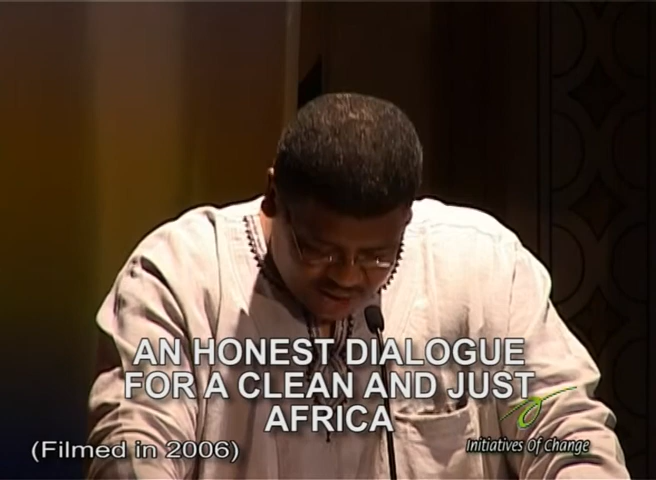 AN HONEST DIALOGUE
FOR A CLEAN AND JUST
AFRICA
(Filmed in 2006)
Initiatives Of Change